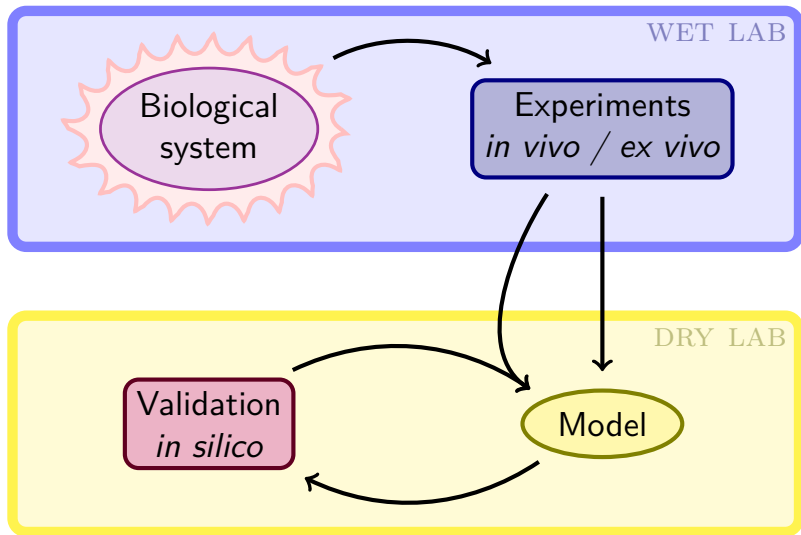 WET LAB
Biological
system
Experiments
in vivo / ex vivo
DRY LAB
Validation
in silico
Model